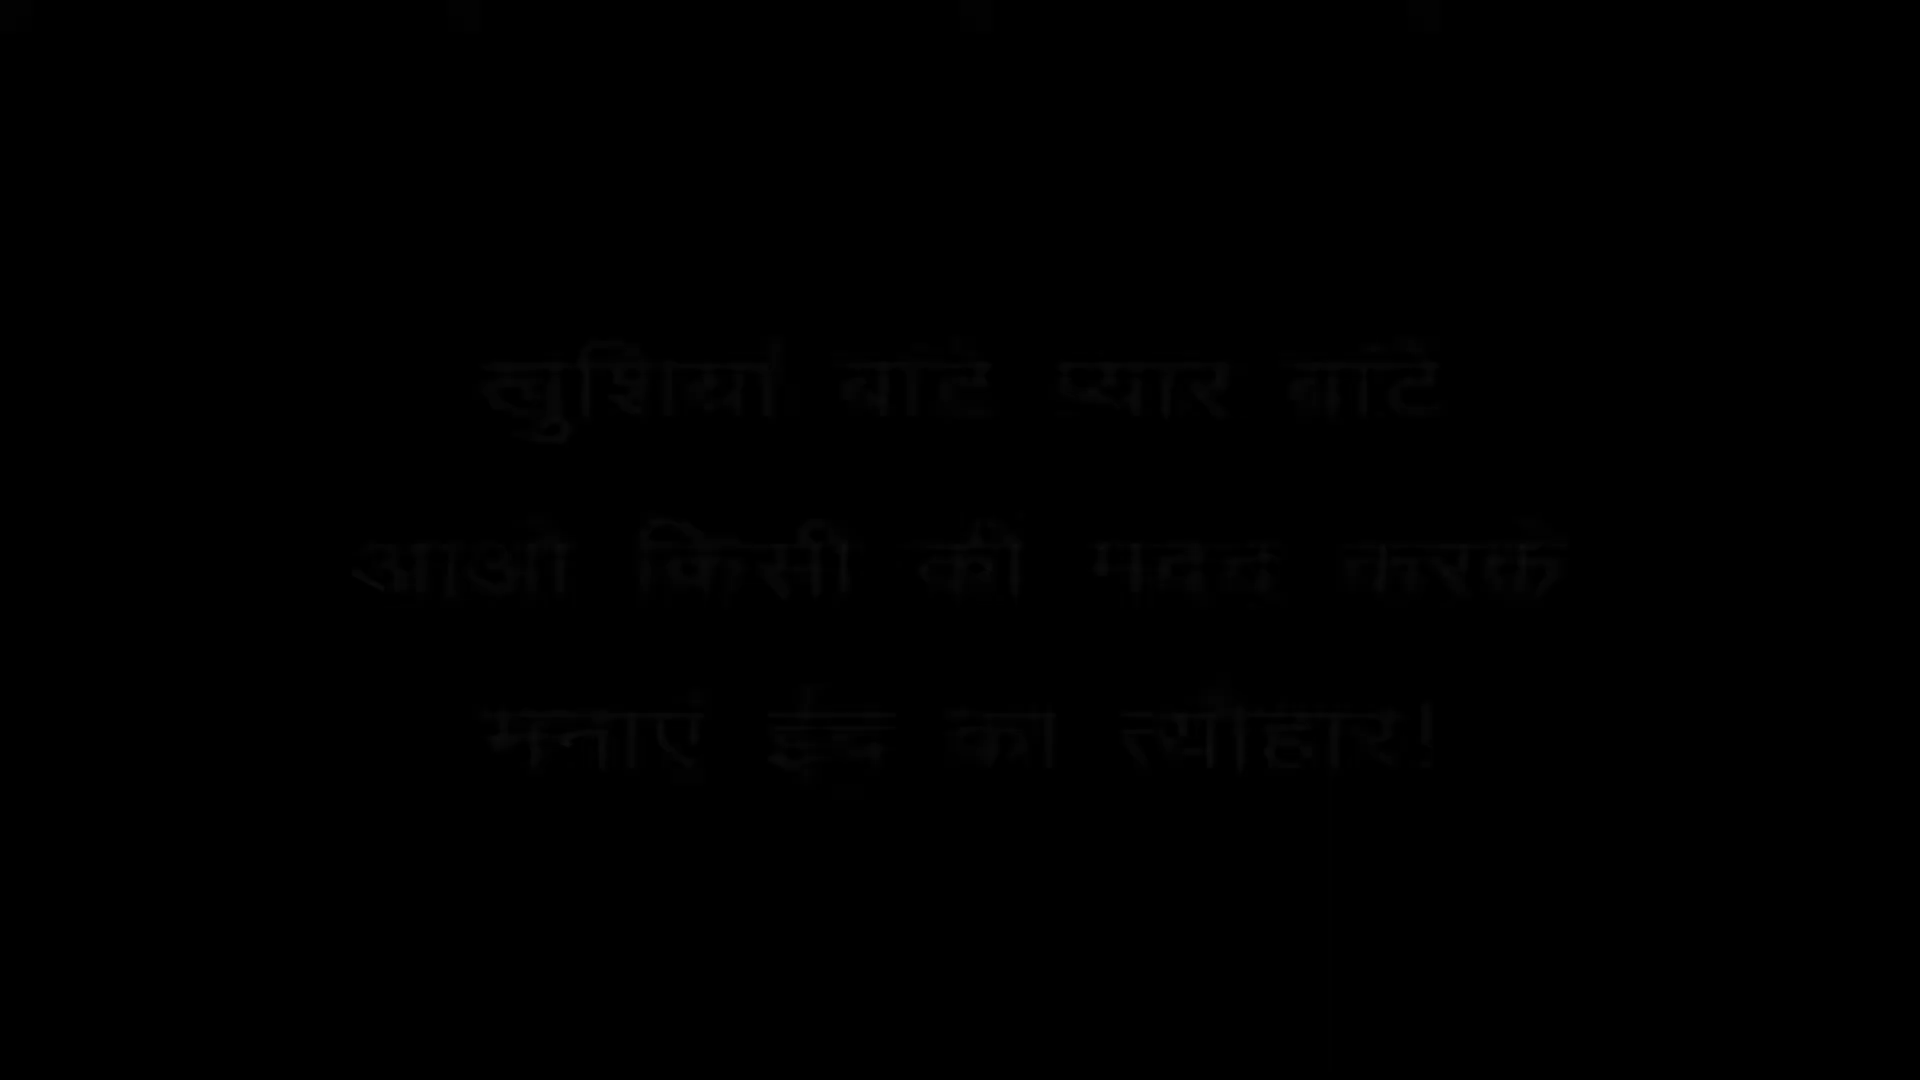 खुशियां बांटे प्यार बांटे
आओ किसी की मदद करके
मनाएं ईद का त्यौहार!